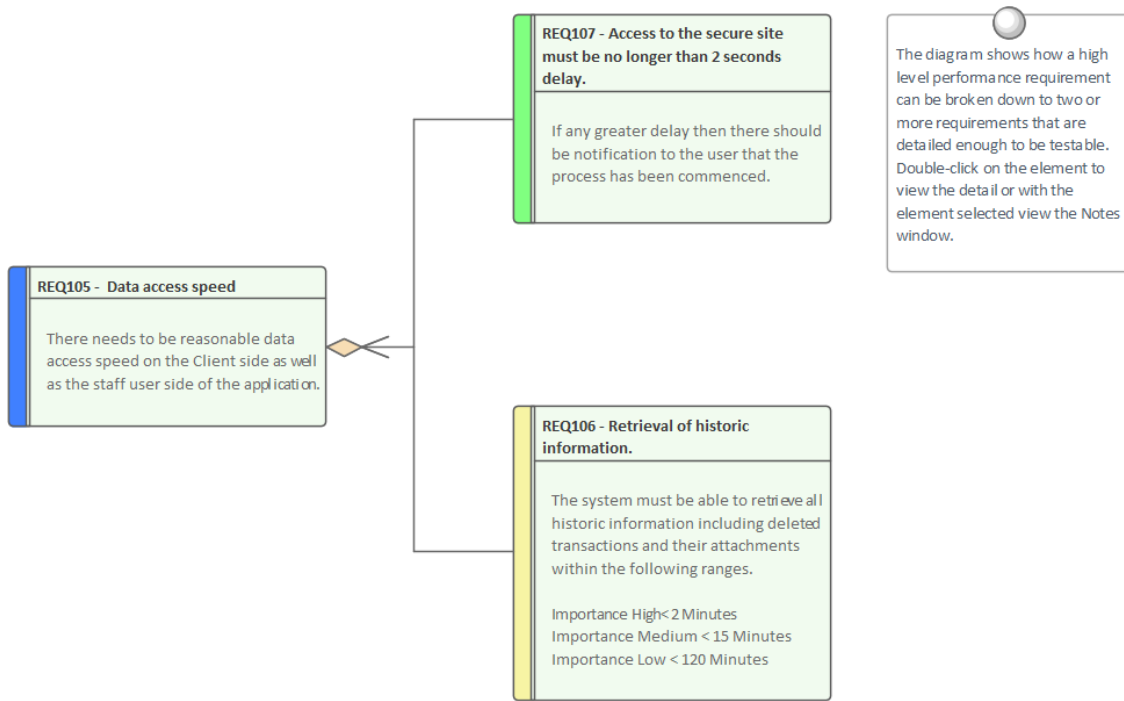 REQ107 - Access to the secure site
must be no longer than 2 seconds
delay.
If any greater delay then there should
be notification to the user that the
process has been commenced.
The diagram shows how a high
level performance requirement
can be broken down to two or
more requirements that are
detailed enough to be testable.
Double-click on the element to
view the detail or with the
element selected view the Notes
window.
REQ105 - Data access speed
There needs to be reasonable data
access speed on the Client side as well
as the staff user side of the application.
REQ106 - Retrieval of historic
information.
The system must be able to retrieve all
historic information including deleted
transactions and their attachments
within the following ranges.
Importance High< 2 Minutes
Importance Medium < 15 Minutes
Importance Low < 120 Minutes